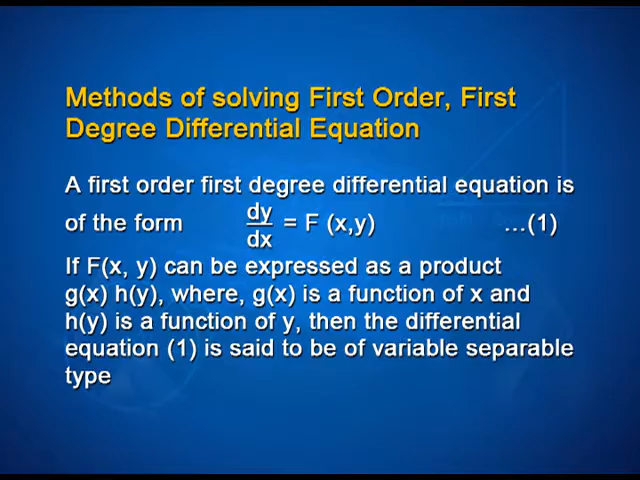 Methods of solving First Order, First
Degree Differential Equation
A first order first degree differential equation is
of the form dy/dx = F (x,y) ...(1)
If F(x, y) can be expressed as a product
g(x) h(y), where, g(x) is a function of x and
h(y) is a function of y, then the differential
equation (1) is said to be of variable separable
type